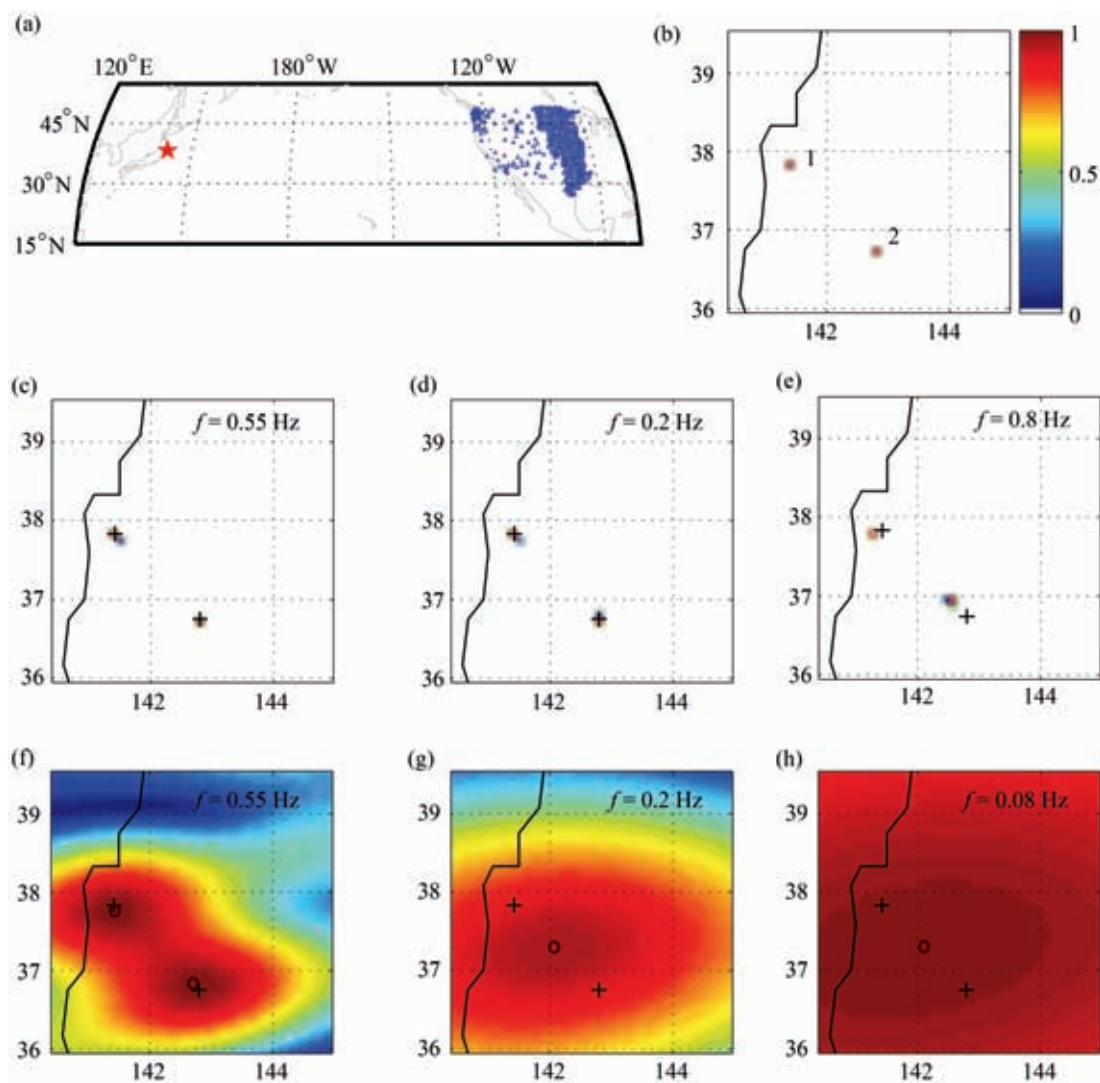 (a)
120°E 180°W 120°W
45°N
30°N
15°N
(b)
39
38
37
36
142 144
1
2
1
0.5
0
(c)
f = 0.55 Hz
39
38
37
36
142 144
(d)
f = 0.2 Hz
39
38
37
36
142 144
(e)
f = 0.8 Hz
39
38
37
36
142 144
(f)
f = 0.55 Hz
39
38
37
36
142 144
(g)
f = 0.2 Hz
39
38
37
36
142 144
(h)
f = 0.08 Hz
39
38
37
36
142 144